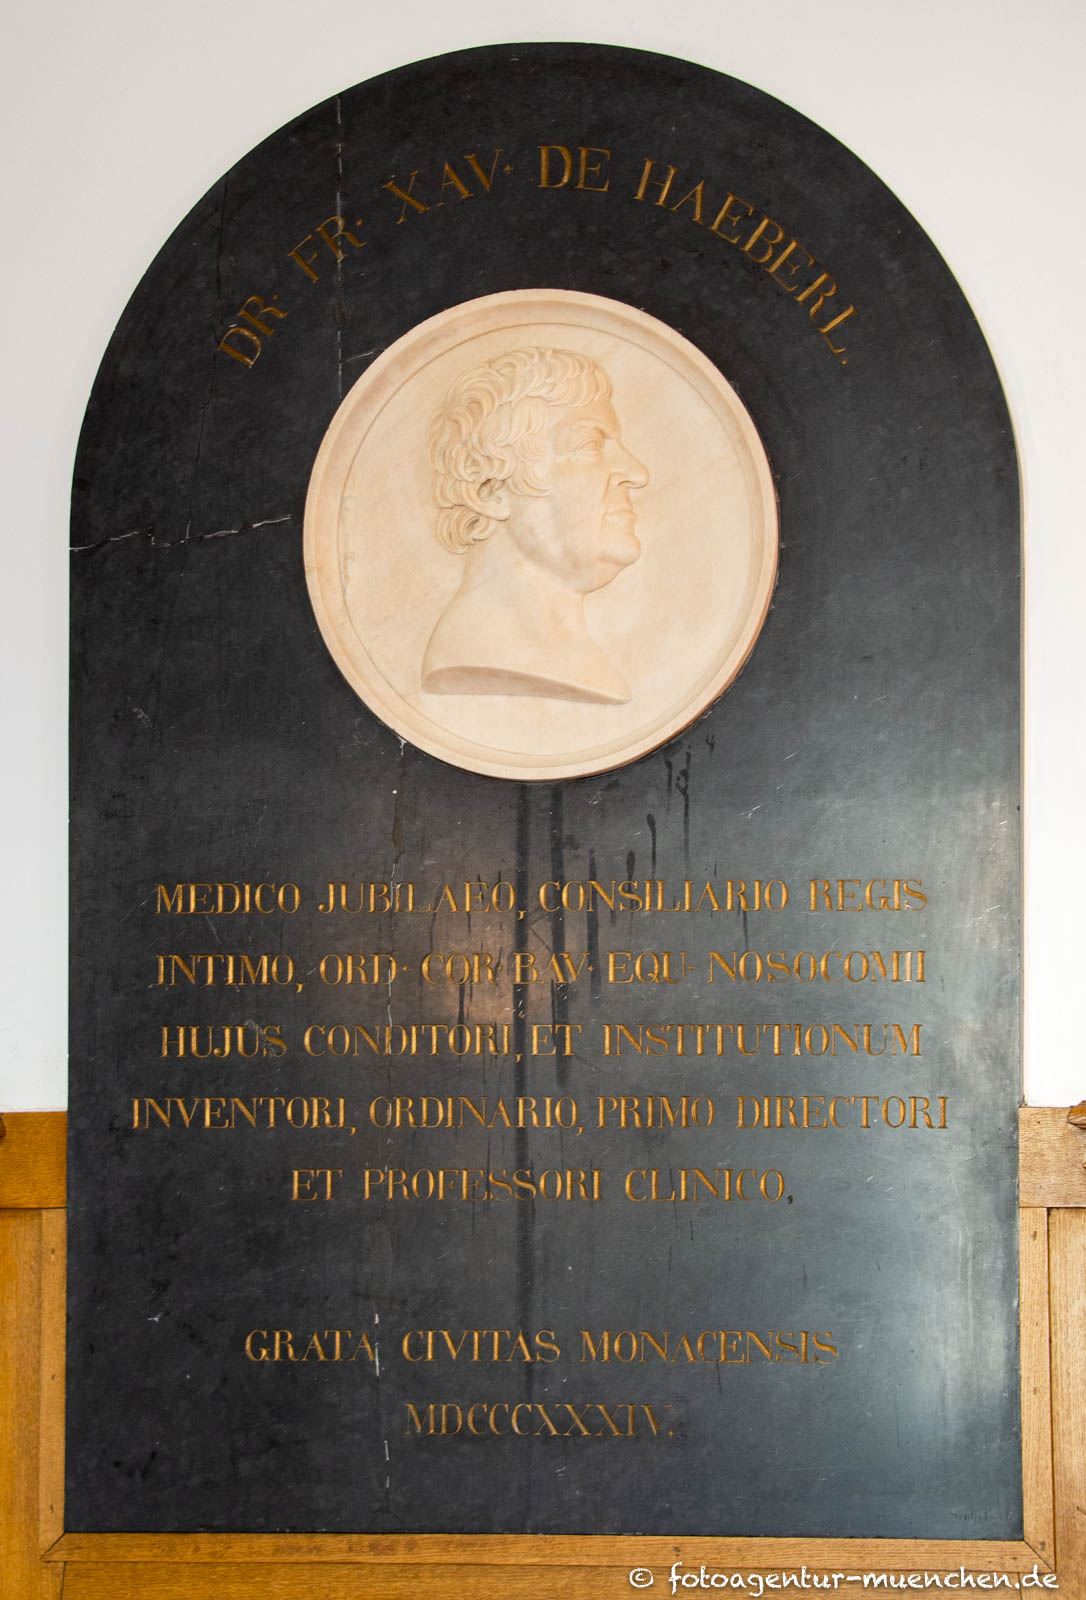 DR· FR· XAV· DE HAEBERL.
MEDICO JUBILAEO, CONSILIARIO REGIS
INTIMO, ORD· COR· BAV· EQU· NOSOCOMII
HUJUS CONDITORI, ET INSTITUTIONUM
INVENTORI, ORDINARIO, PRIMO DIRECTORI
ET PROFESSORI CLINICO,
GRATA CIVITAS MONACENSIS
MDCCCXXXIV.
© fotoagentur-muenchen.de